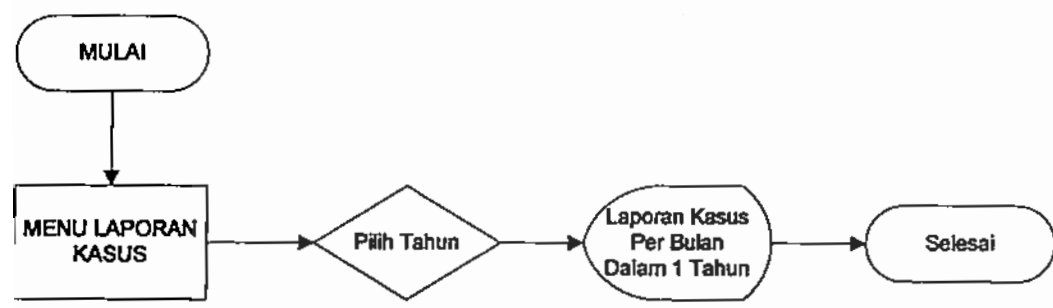 MULAI
MENU LAPORAN
KASUS
Pilih Tahun
Laporan Kasus
Per Bulan
Dalam 1 Tahun
Selesai